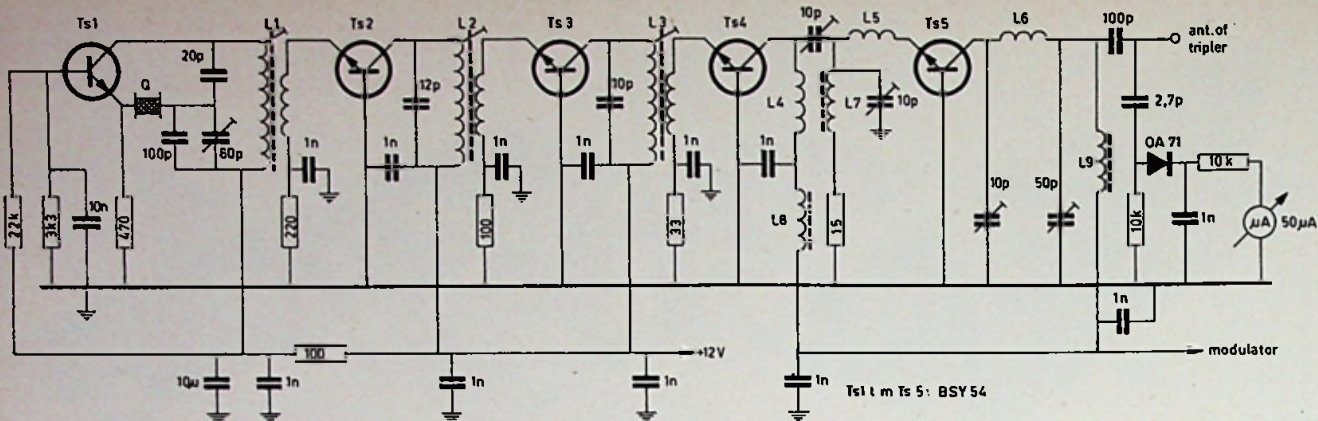 Ts1
L1
Ts2
L2
Ts3
L3
Ts4
10p
L5
Ts5
L6
100p
ant. of
tripler
20p
Q
12p
10p
L4
L7
10p
2,7p
100p
80p
1n
1n
1n
1n
1n
1n
L9
OA 71
10k
10n
10p
50p
22k
3k3
470
220
100
33
L8
15
10k
1n
µA
50µA
1n
100
+12V
modulator
10µ
1n
1n
1n
1n
Ts1 t m Ts 5: BSY 54